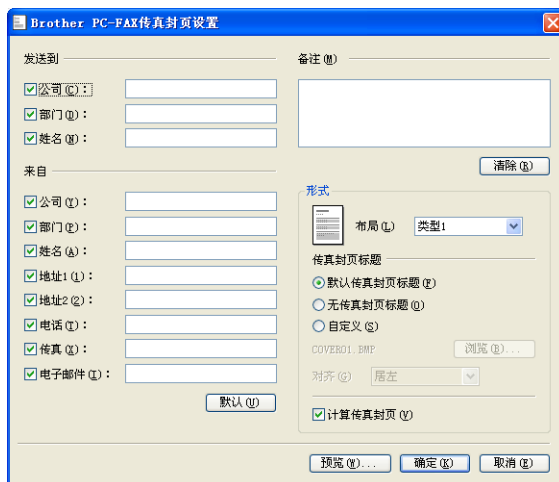 Brother PC-FAX传真封页设置
发送到
公司(C):
部门(D):
姓名(N):
来自
公司(Y):
部门(P):
姓名(A):
地址1(1):
地址2(2):
电话(T):
传真(X):
电子邮件(I):
默认(U)
备注(M)
清除(R)
形式
布局(L) 类型1
传真封页标题
默认传真封页标题(F)
无传真封页标题(O)
自定义(S)
COVER01.BMP 浏览(B)...
对齐(G) 居左
计算传真封页(V)
预览(W)... 确定(K) 取消(E)